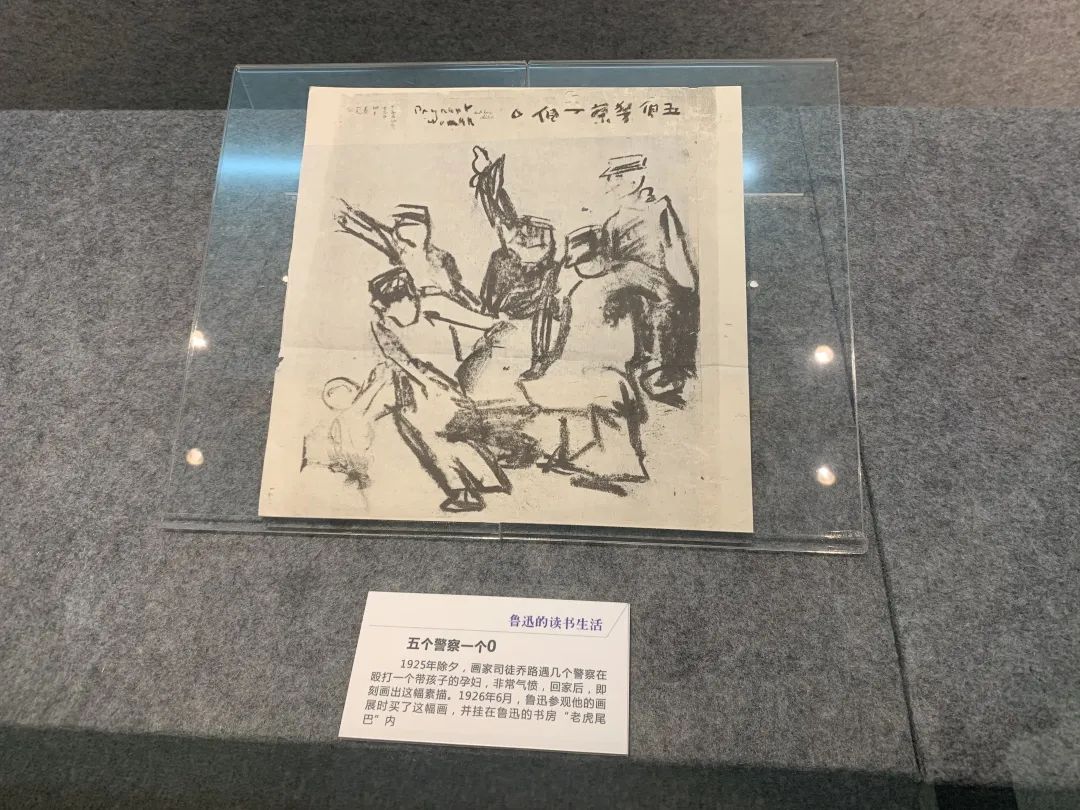 五個警察一個0
Pregnant
woman
鲁迅的读书生活
五个警察一个0
1925年除夕，画家司徒乔路遇几个警察在
殴打一个带孩子的孕妇，非常气愤，回家后，即
刻画出这幅素描。1926年6月，鲁迅参观他的画
展时买了这幅画，并挂在鲁迅的书房“老虎尾
巴”内